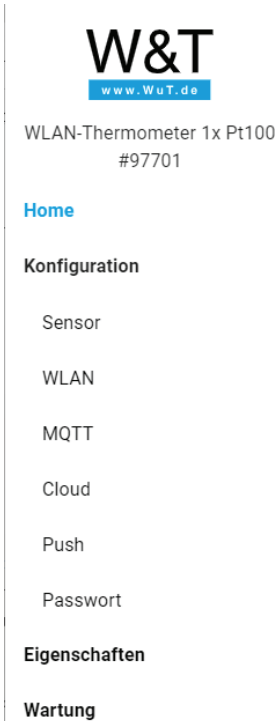 W&T
www.WuT.de
WLAN-Thermometer 1x Pt100
#97701
Home
Konfiguration
Sensor
WLAN
MQTT
Cloud
Push
Passwort
Eigenschaften
Wartung